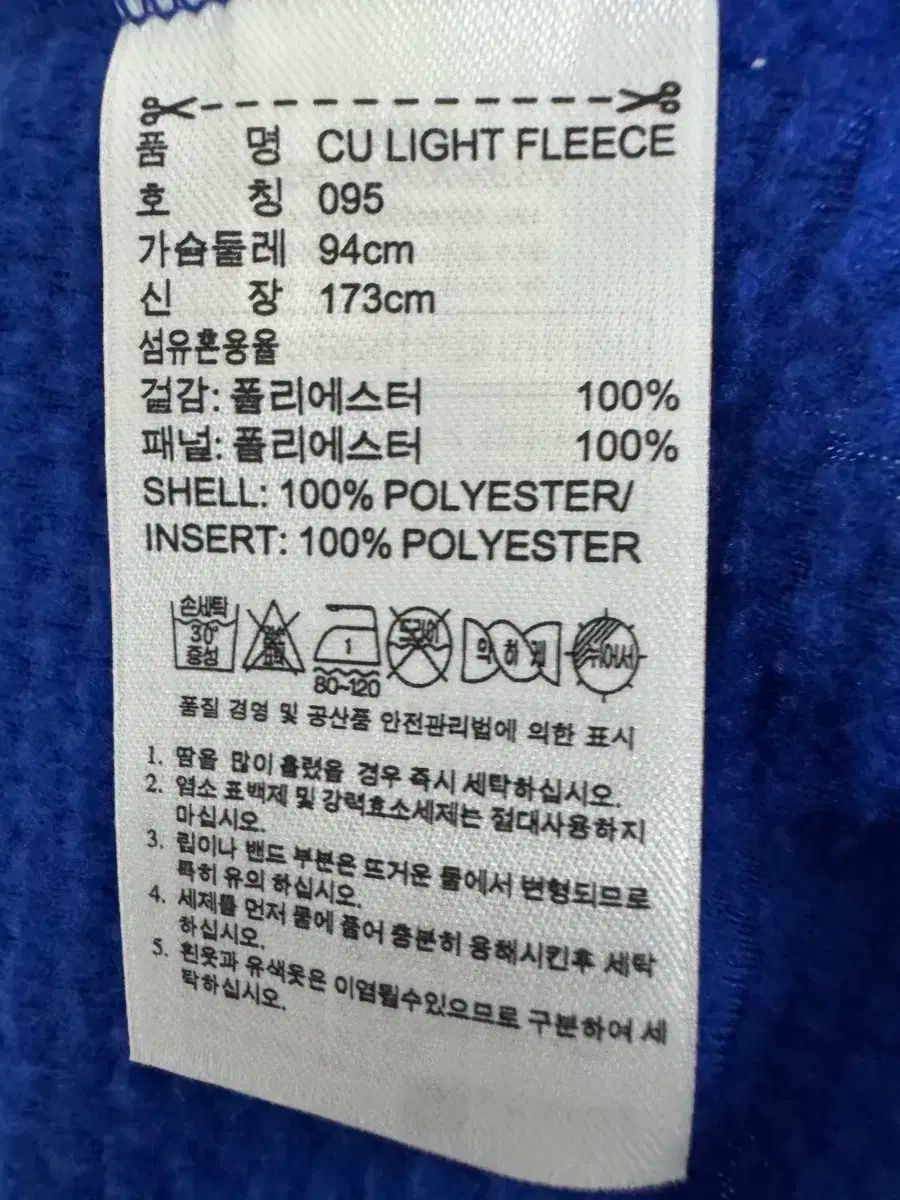 품 명 CU LIGHT FLEECE
호 칭 095
가슴둘레 94cm
신 장 173cm
섬유혼용율
겉감: 폴리에스터 100%
패널: 폴리에스터 100%
SHELL: 100% POLYESTER/
INSERT: 100% POLYESTER
손세탁 30° 중성 염소 표백 1 80~120 드라이 약하게 뉘어서
품질 경영 및 공산품 안전관리법에 의한 표시
1. 땀을 많이 흘렸을 경우 즉시 세탁하십시오.
2. 염소 표백제 및 강력효소세제는 절대사용하지
마십시오.
3. 립이나 밴드 부분은 뜨거운 물에서 변형되므로
특히 유의 하십시오.
4. 세제를 먼저 물에 풀어 충분히 용해시킨후 세탁
하십시오.
5. 흰옷과 유색옷은 이염될수있으므로 구분하여 세
탁하십시오.